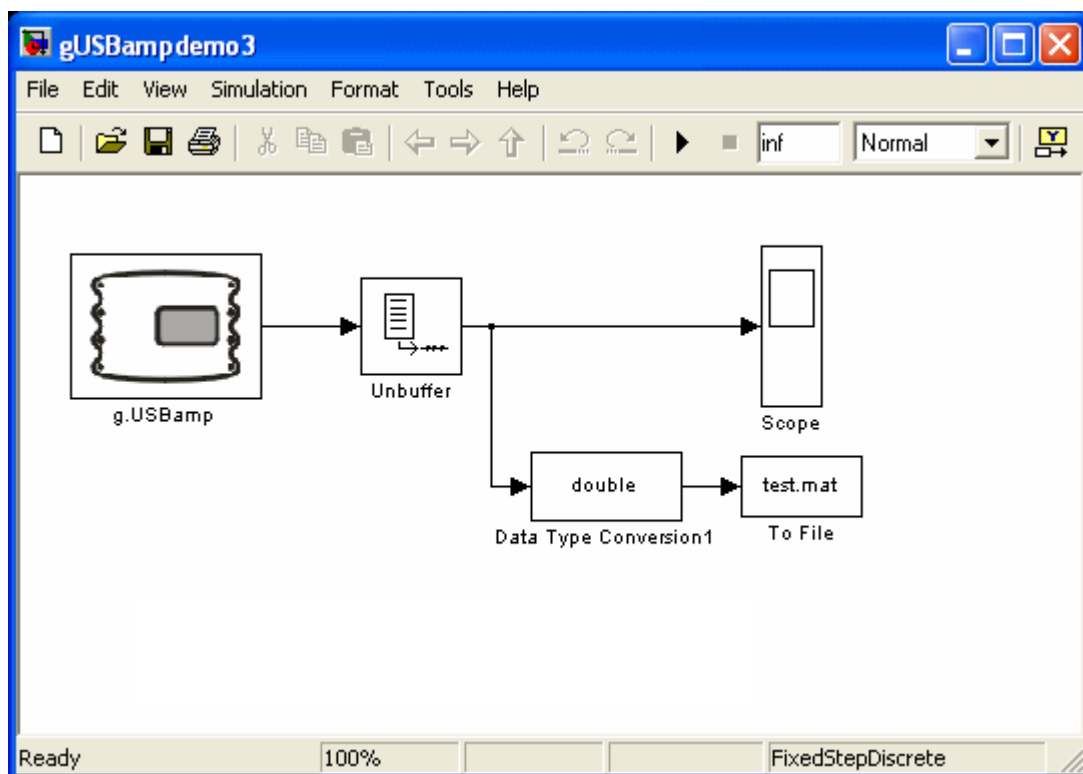 gUSBampdemo3
File Edit View Simulation Format Tools Help
inf Normal
g.USBamp
Unbuffer
Scope
double
Data Type Conversion1
test.mat
To File
Ready 100% FixedStepDiscrete